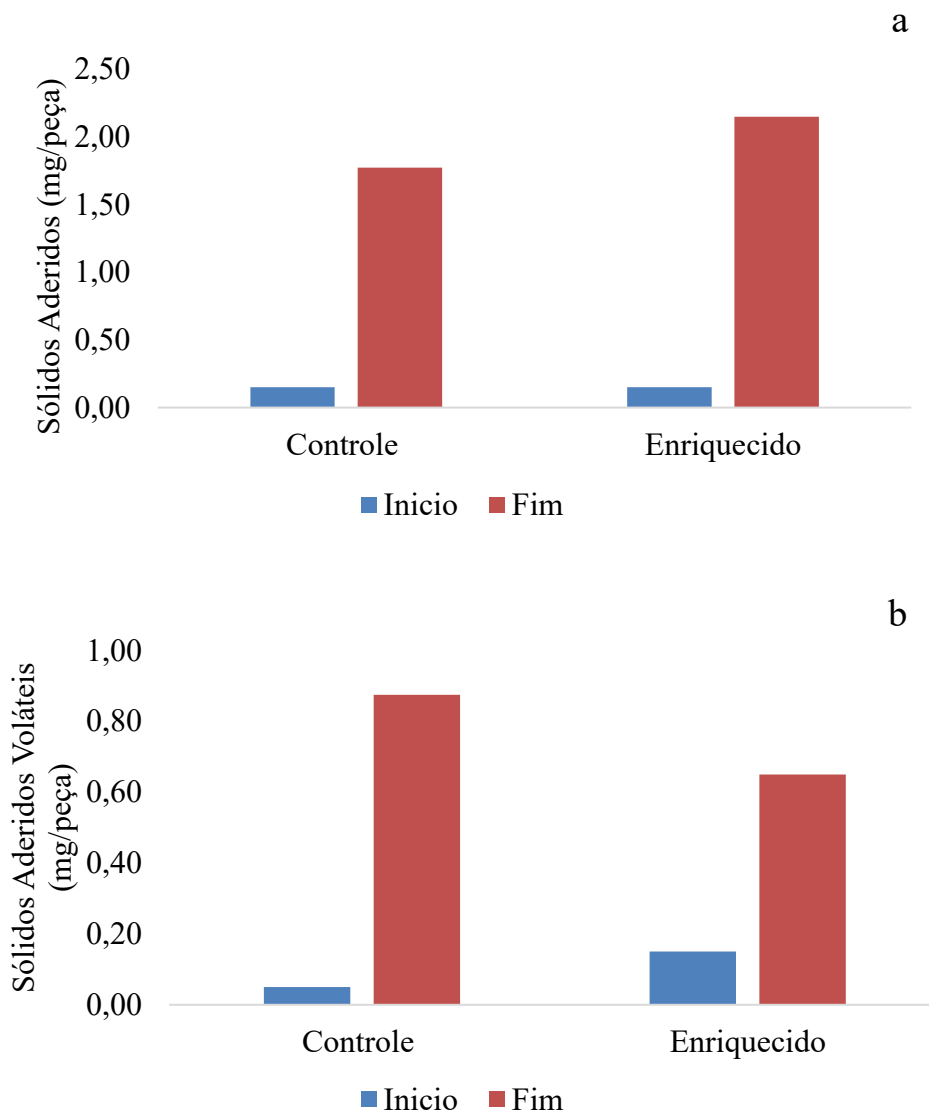 a
Sólidos Aderidos (mg/peça)
2,50
2,00
1,50
1,00
0,50
0,00
Controle Enriquecido
Inicio Fim
b
Sólidos Aderidos Voláteis
(mg/peça)
1,00
0,80
0,60
0,40
0,20
0,00
Controle Enriquecido
Inicio Fim